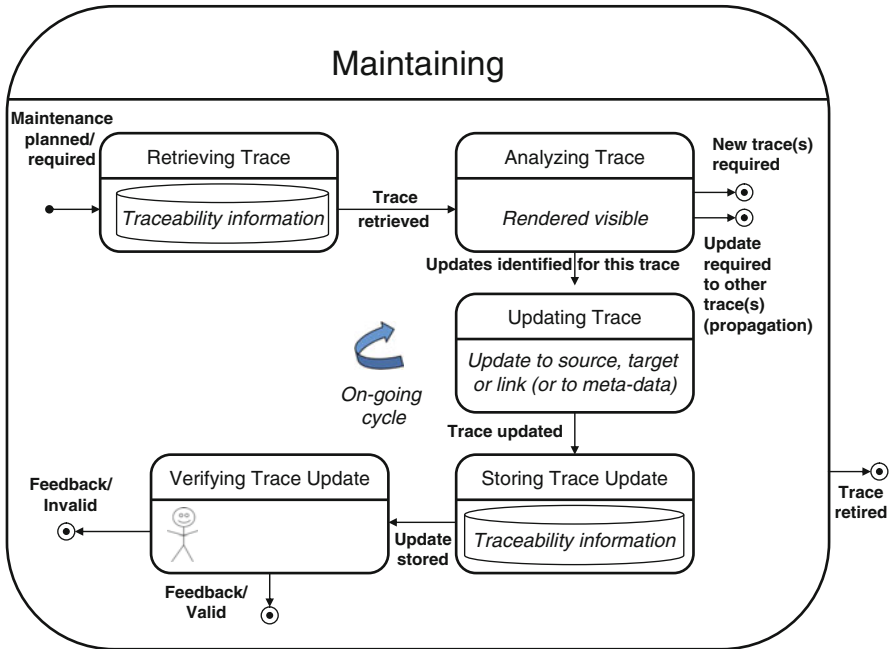 Maintaining
Maintenance
planned/
required
Retrieving Trace
Traceability information
Trace
retrieved
Analyzing Trace
Rendered visible
New trace(s)
required
Update
required
to other
trace(s)
(propagation)
Updates identified for this trace
Updating Trace
Update to source, target
or link (or to meta-data)
On-going
cycle
Trace updated
Storing Trace Update
Traceability information
Update
stored
Verifying Trace Update
Feedback/
Invalid
Feedback/
Valid
Trace
retired